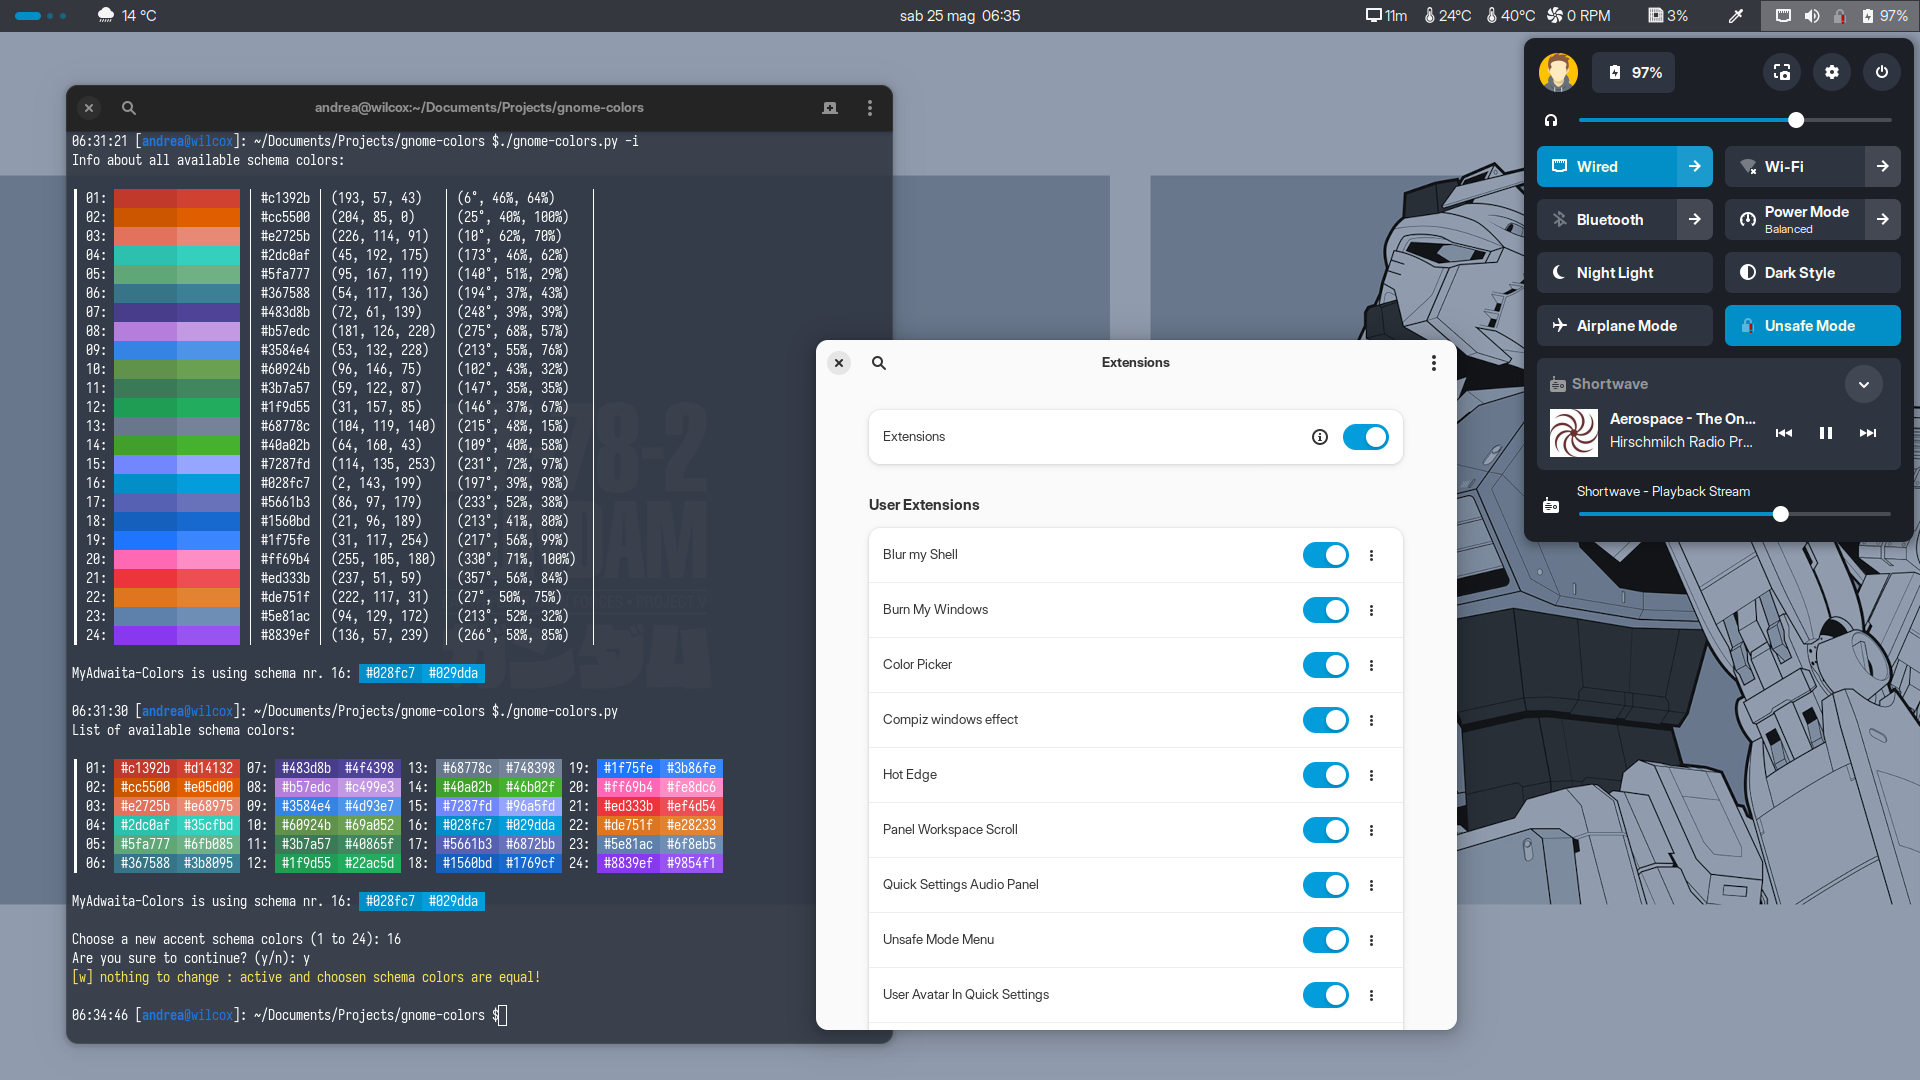 14 °C
sab 25 mag 06:35
11m 24°C 40°C 0 RPM 3% 97%
andrea@wilcox:~/Documents/Projects/gnome-colors
06:31:21 [andrea@wilcox]: ~/Documents/Projects/gnome-colors $./gnome-colors.py -i
Info about all available schema colors:
01: #c1392b (193, 57, 43) (6°, 46%, 64%)
02: #cc5500 (204, 85, 0) (25°, 40%, 100%)
03: #e2725b (226, 114, 91) (10°, 62%, 70%)
04: #2dc0af (45, 192, 175) (173°, 46%, 62%)
05: #5fa777 (95, 167, 119) (140°, 51%, 29%)
06: #367588 (54, 117, 136) (194°, 37%, 43%)
07: #483d8b (72, 61, 139) (248°, 39%, 39%)
08: #b57edc (181, 126, 220) (275°, 68%, 57%)
09: #3584e4 (53, 132, 228) (213°, 55%, 76%)
10: #60924b (96, 146, 75) (102°, 43%, 32%)
11: #3b7a57 (59, 122, 87) (147°, 35%, 35%)
12: #1f9d55 (31, 157, 85) (146°, 37%, 67%)
13: #68778c (104, 119, 140) (215°, 48%, 15%)
14: #40a02b (64, 160, 43) (109°, 40%, 58%)
15: #7287fd (114, 135, 253) (231°, 72%, 97%)
16: #028fc7 (2, 143, 199) (197°, 39%, 98%)
17: #5661b3 (86, 97, 179) (233°, 52%, 38%)
18: #1560bd (21, 96, 189) (213°, 41%, 80%)
19: #1f75fe (31, 117, 254) (217°, 56%, 99%)
20: #ff69b4 (255, 105, 180) (330°, 71%, 100%)
21: #ed333b (237, 51, 59) (357°, 56%, 84%)
22: #de751f (222, 117, 31) (27°, 50%, 75%)
23: #5e81ac (94, 129, 172) (213°, 52%, 32%)
24: #8839ef (136, 57, 239) (266°, 58%, 85%)
MyAdwaita-Colors is using schema nr. 16: #028fc7 #029dda
06:31:30 [andrea@wilcox]: ~/Documents/Projects/gnome-colors $./gnome-colors.py
List of available schema colors:
01: #c1392b #d14132 07: #483d8b #4f4398 13: #68778c #748398 19: #1f75fe #3b86fe
02: #cc5500 #e05d00 08: #b57edc #c499e3 14: #40a02b #46b02f 20: #ff69b4 #fe8dc6
03: #e2725b #e68975 09: #3584e4 #4d93e7 15: #7287fd #96a5fd 21: #ed333b #ef4d54
04: #2dc0af #35cfbd 10: #60924b #69a052 16: #028fc7 #029dda 22: #de751f #e28233
05: #5fa777 #6fb085 11: #3b7a57 #40865f 17: #5661b3 #6872bb 23: #5e81ac #6f8eb5
06: #367588 #3b8095 12: #1f9d55 #22ac5d 18: #1560bd #1769cf 24: #8839ef #9854f1
MyAdwaita-Colors is using schema nr. 16: #028fc7 #029dda
Choose a new accent schema colors (1 to 24): 16
Are you sure to continue? (y/n): y
[w] nothing to change : active and choosen schema colors are equal!
06:34:46 [andrea@wilcox]: ~/Documents/Projects/gnome-colors $
Extensions
Extensions
User Extensions
Blur my Shell
Burn My Windows
Color Picker
Compiz windows effect
Hot Edge
Panel Workspace Scroll
Quick Settings Audio Panel
Unsafe Mode Menu
User Avatar In Quick Settings
97%
Wired
Wi-Fi
Bluetooth
Power Mode
Balanced
Night Light
Dark Style
Airplane Mode
Unsafe Mode
Shortwave
Aerospace - The On...
Hirschmilch Radio Pr...
Shortwave - Playback Stream